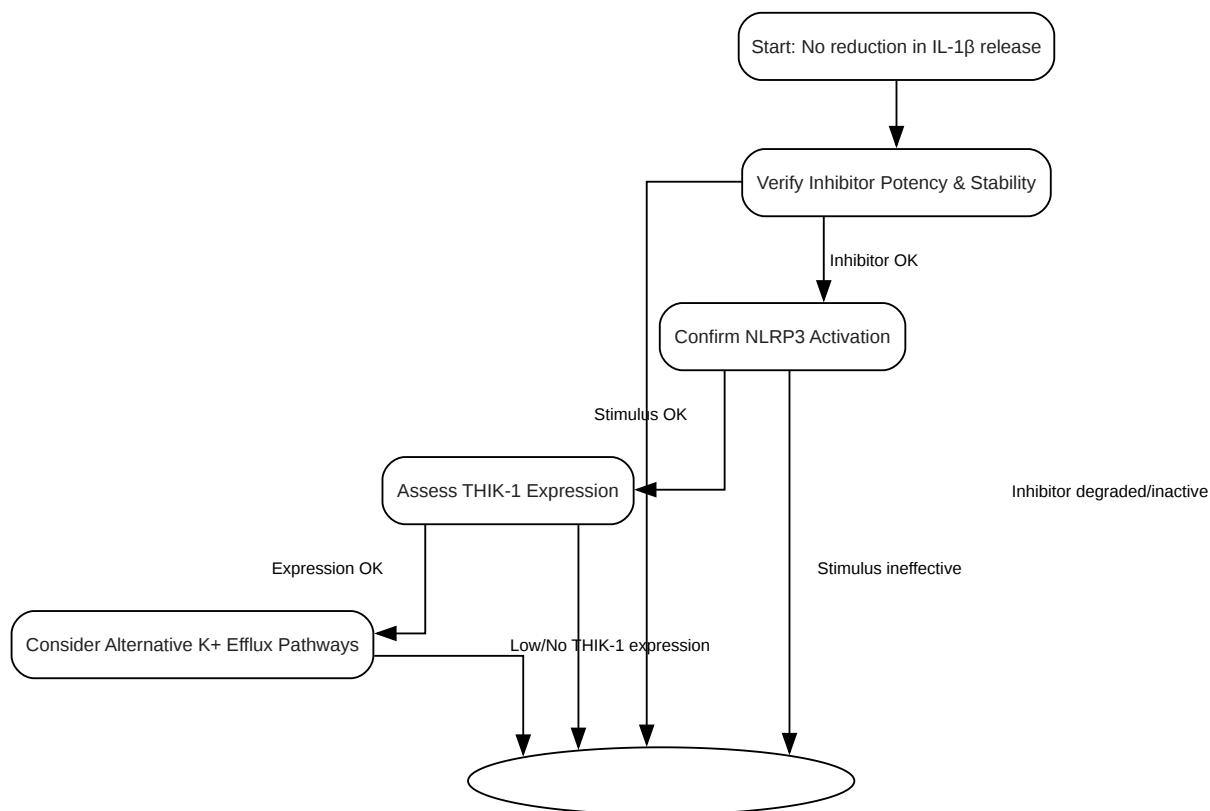 Start: No reduction in IL-1β release
Verify Inhibitor Potency & Stability
Inhibitor OK
Confirm NLRP3 Activation
Stimulus OK
Assess THIK-1 Expression
Inhibitor degraded/inactive
Expression OK
Stimulus ineffective
Consider Alternative K+ Efflux Pathways
Low/No THIK-1 expression